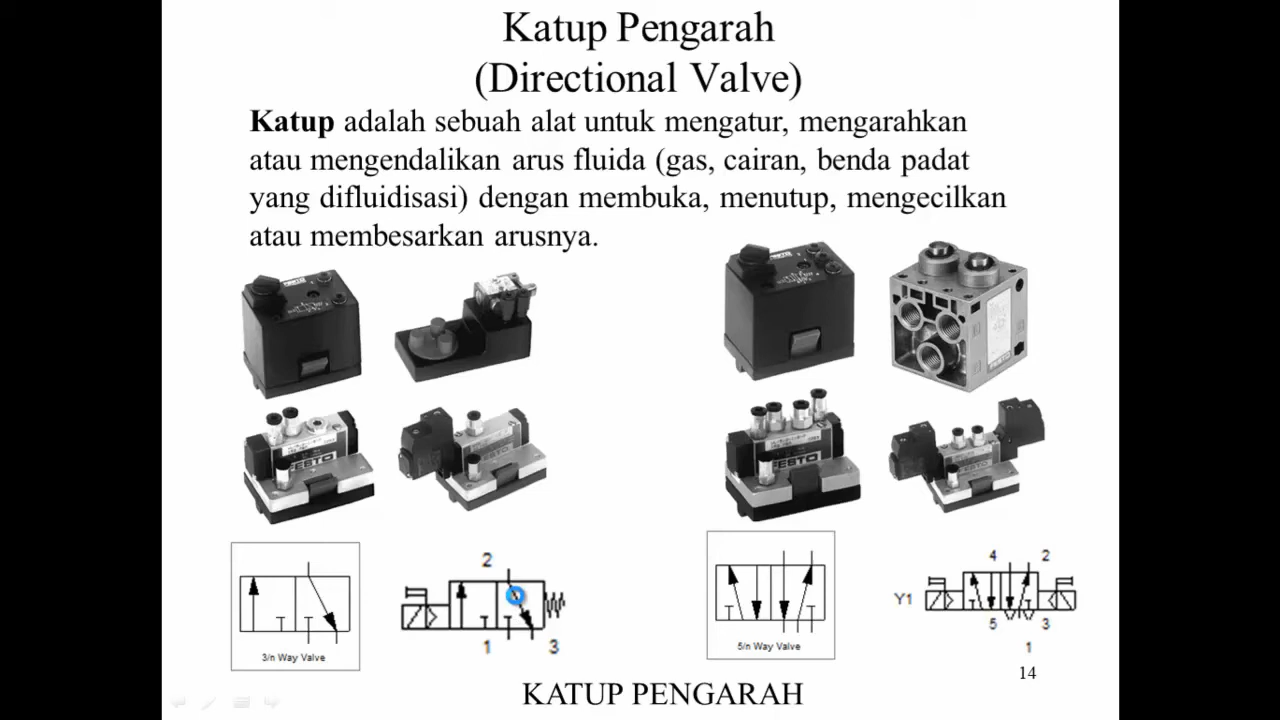 Katup Pengarah
(Directional Valve)
Katup adalah sebuah alat untuk mengatur, mengarahkan
atau mengendalikan arus fluida (gas, cairan, benda padat
yang difluidisasi) dengan membuka, menutup, mengecilkan
atau membesarkan arusnya.
FESTO
FESTO
3/n Way Valve
2
1
3
5/n Way Valve
Y1
4
2
5
3
1
14
KATUP PENGARAH